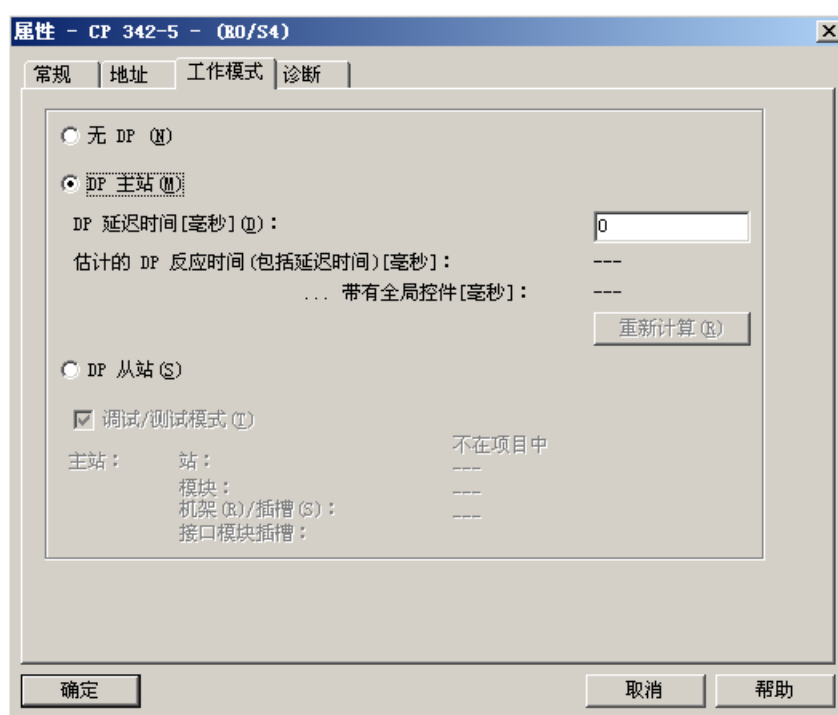 属性 - CP 342-5 - (R0/S4)
常规 地址 工作模式 诊断
无 DP (N)
DP 主站(M)
DP 延迟时间[毫秒](D)：
0
估计的 DP 反应时间(包括延迟时间)[毫秒]：
---
... 带有全局控件[毫秒]：
---
重新计算(R)
DP 从站(S)
调试/测试模式(T)
不在项目中
主站： 站：
---
模块：
---
机架(R)/插槽(S)：
---
接口模块插槽：
确定 取消 帮助